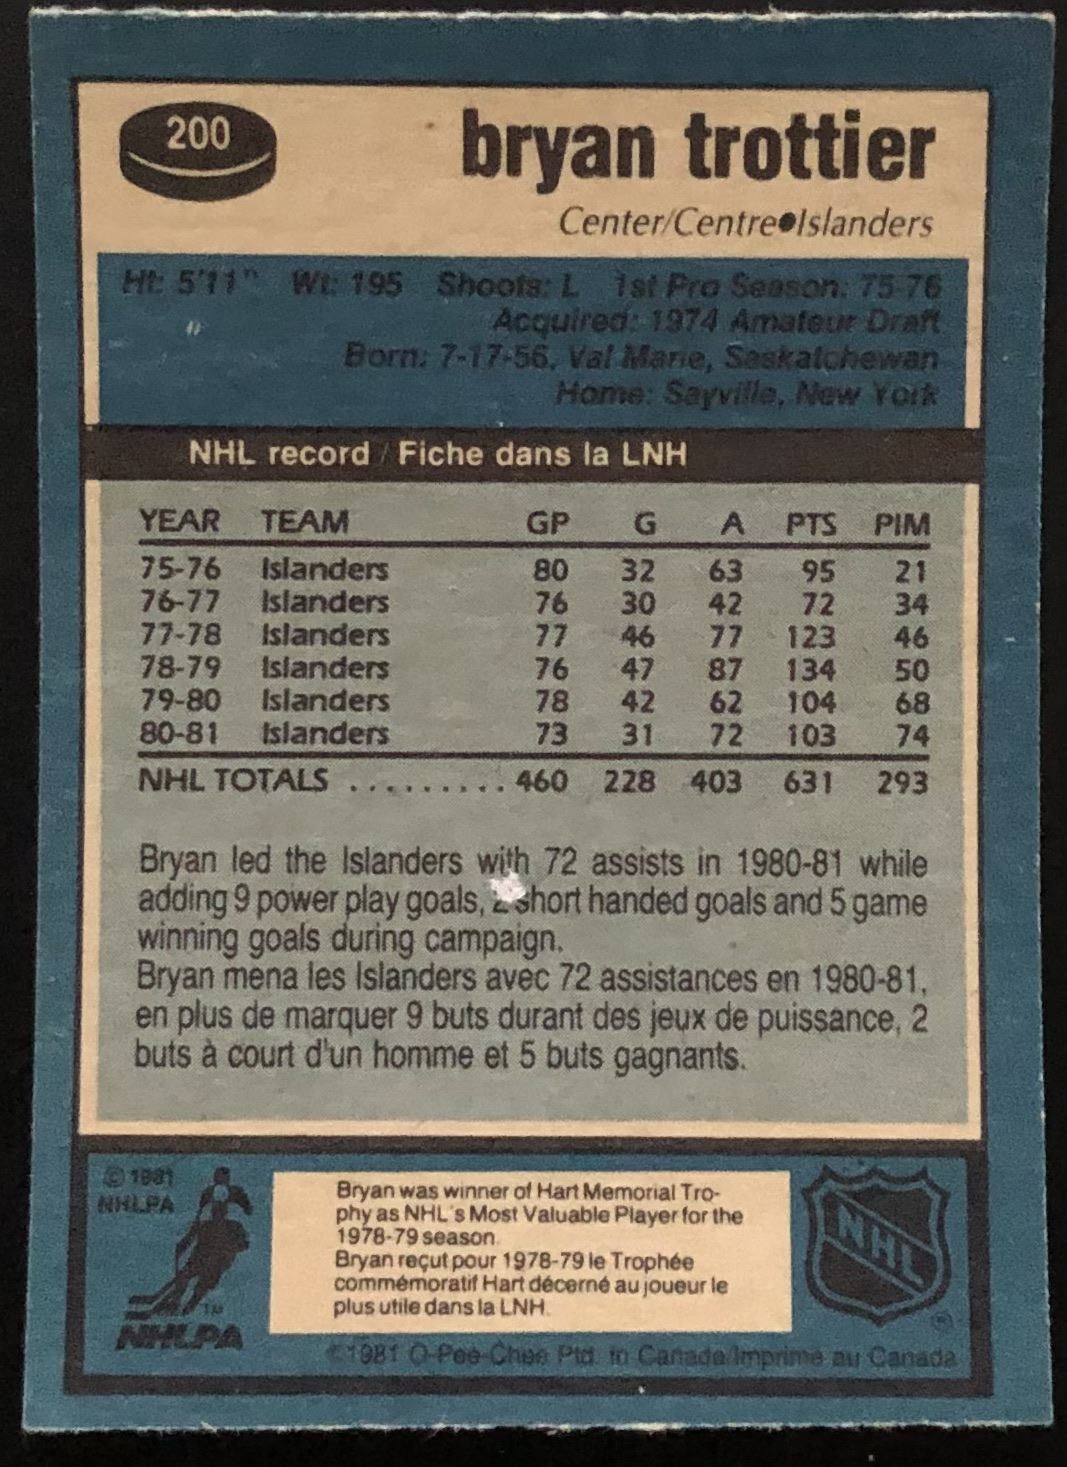 200
bryan trottier
Center/Centre●Islanders
Ht: 5'11" Wt: 195 Shoots: L 1st Pro Season: 75-76
Acquired: 1974 Amateur Draft
Born: 7-17-56, Val Marie, Saskatchewan
Home: Sayville, New York
NHL record / Fiche dans la LNH
YEAR TEAM GP G A PTS PIM
75-76 Islanders 80 32 63 95 21
76-77 Islanders 76 30 42 72 34
77-78 Islanders 77 46 77 123 46
78-79 Islanders 76 47 87 134 50
79-80 Islanders 78 42 62 104 68
80-81 Islanders 73 31 72 103 74
NHL TOTALS ......... 460 228 403 631 293
Bryan led the Islanders with 72 assists in 1980-81 while
adding 9 power play goals, 2 short handed goals and 5 game
winning goals during campaign.
Bryan mena les Islanders avec 72 assistances en 1980-81,
en plus de marquer 9 buts durant des jeux de puissance, 2
buts à court d'un homme et 5 buts gagnants.
© 1981
NHLPA
TM
NHLPA
Bryan was winner of Hart Memorial Tro-
phy as NHL's Most Valuable Player for the
1978-79 season.
Bryan reçut pour 1978-79 le Trophée
commémoratif Hart décerné au joueur le
plus utile dans la LNH.
NHL
©1981 O-Pee-Chee Ptd. in Canada/Imprimé au Canada